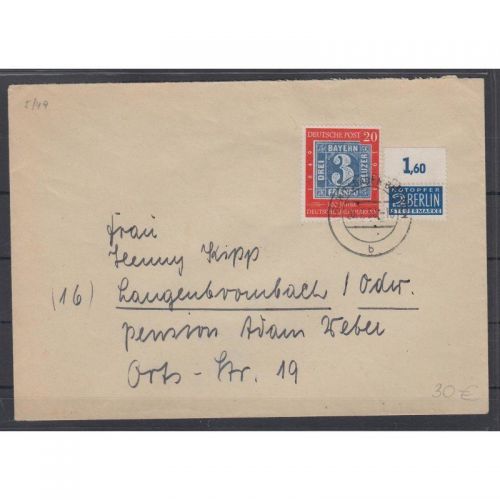 5/49
DEUTSCHE POST 20
BAYERN
DREI 3 KREUZER
FRANCO
100 JAHRE
DEUTSCHE BRIEFMARKEN
1,60
NOTOPFER
2 BERLIN
STEUERMARKE
b
Frau
Jenny Kipp
(16) Langenbrombach / Odw.
pension Adam Weber
Orts-Str. 19
30 €